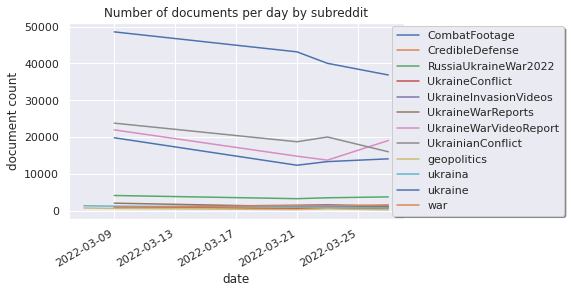 Number of documents per day by subreddit
document count
50000
40000
30000
20000
10000
0
2022-03-09
2022-03-13
2022-03-17
2022-03-21
2022-03-25
date
CombatFootage
CredibleDefense
RussiaUkraineWar2022
UkraineConflict
UkraineInvasionVideos
UkraineWarReports
UkraineWarVideoReport
UkrainianConflict
geopolitics
ukraina
ukraine
war